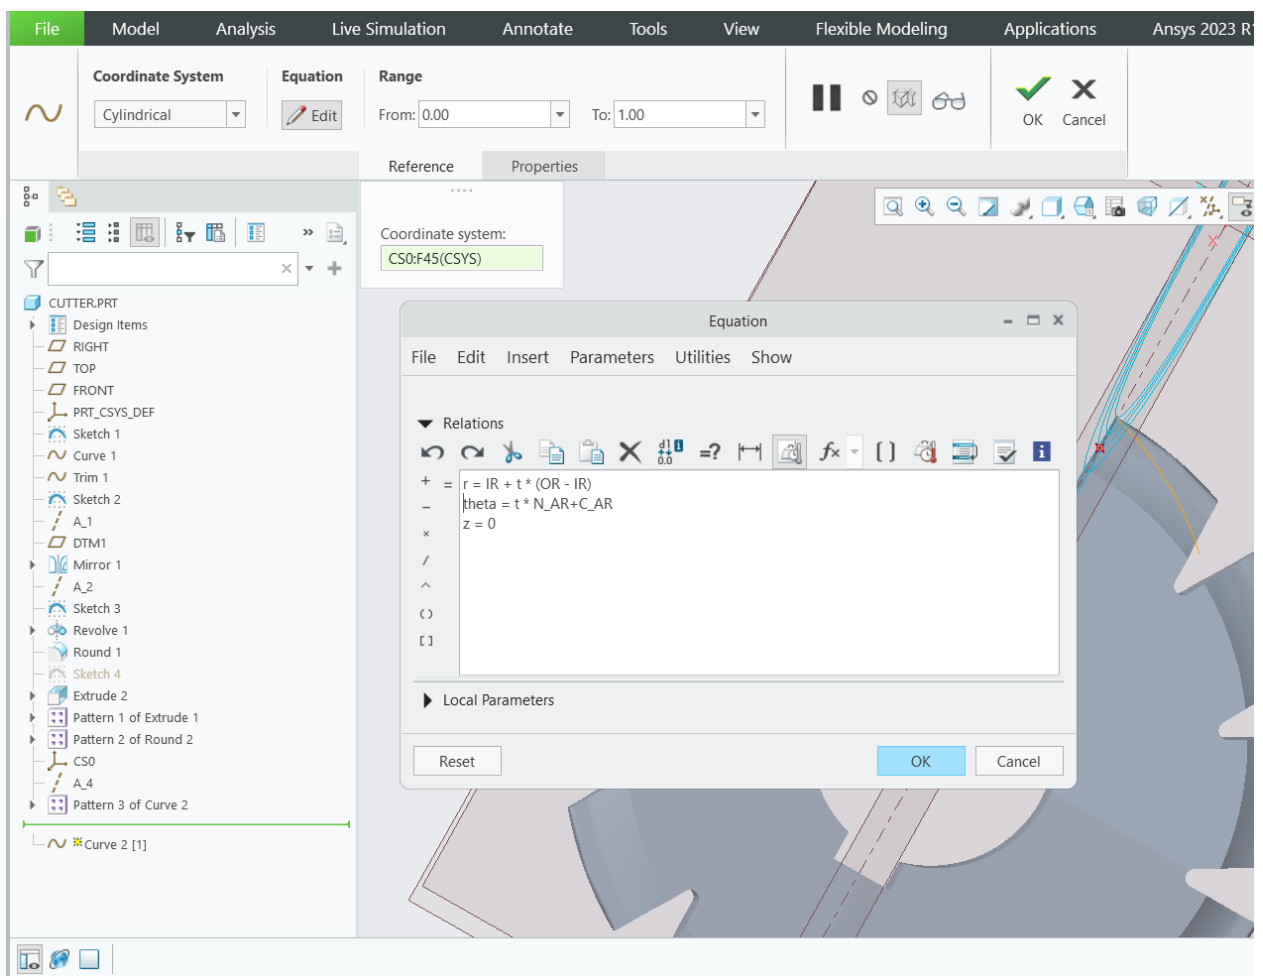 File Model Analysis Live Simulation Annotate Tools View Flexible Modeling Applications Ansys 2023 R
Coordinate System Equation Range
Cylindrical Edit From: 0.00 To: 1.00 OK Cancel
Reference Properties
Coordinate system:
CS0:F45(CSYS)
CUTTER.PRT
Design Items
RIGHT
TOP
FRONT
PRT_CSYS_DEF
Sketch 1
Curve 1
Trim 1
Sketch 2
A_1
DTM1
Mirror 1
A_2
Sketch 3
Revolve 1
Round 1
Sketch 4
Extrude 2
Pattern 1 of Extrude 1
Pattern 2 of Round 2
CS0
A_4
Pattern 3 of Curve 2
Curve 2 [1]
Equation
File Edit Insert Parameters Utilities Show
Relations
r = IR + t * (OR - IR)
theta = t * N_AR+C_AR
z = 0
Local Parameters
Reset OK Cancel
X